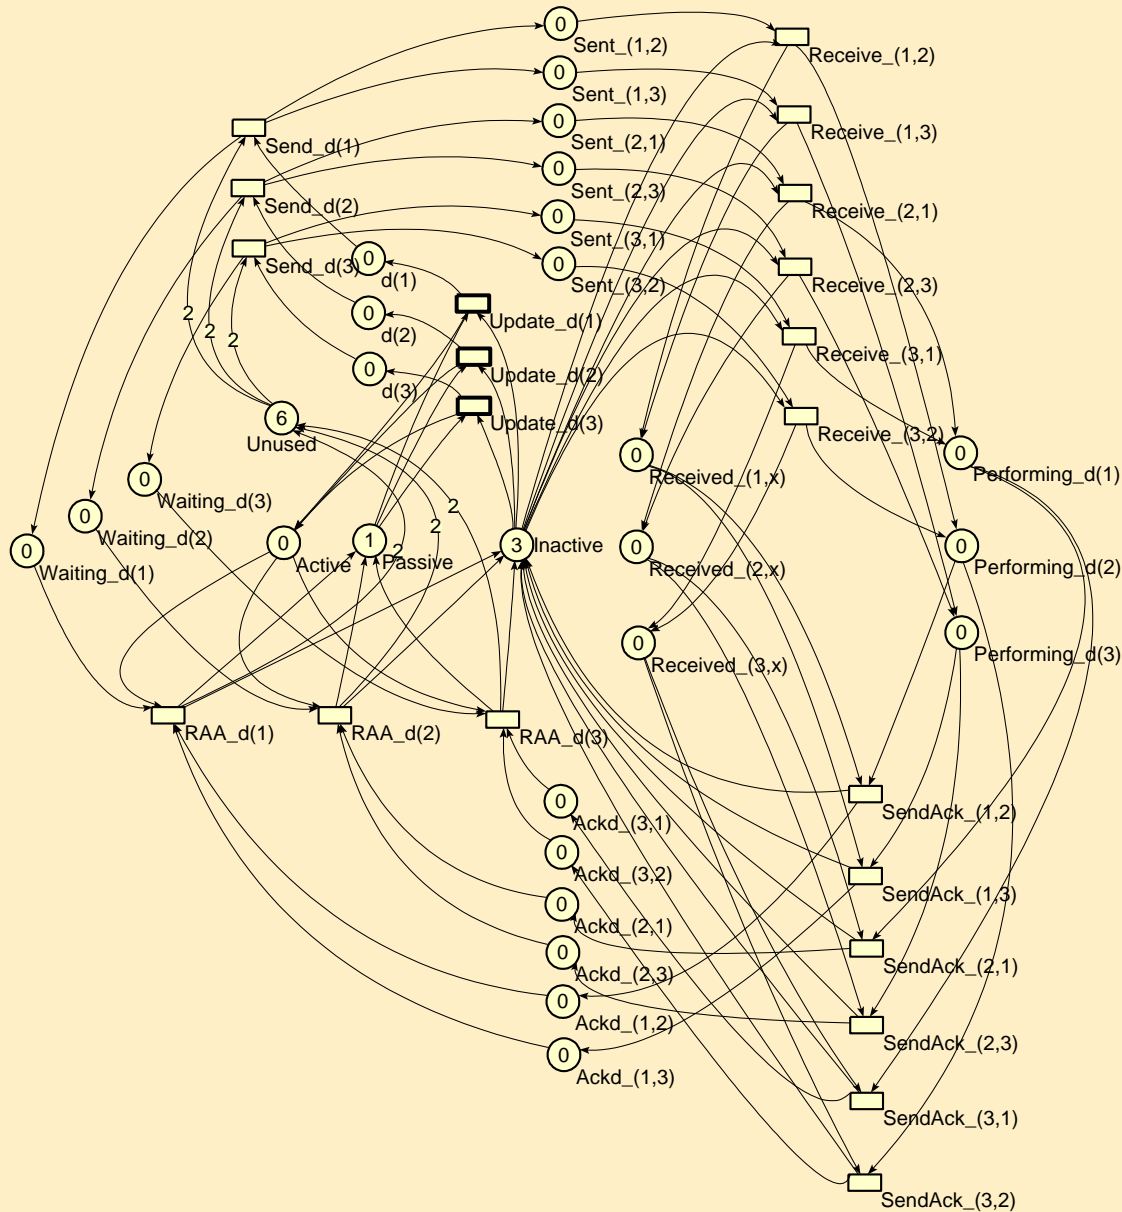 0
Sent_(1,2)
Receive_(1,2)
0
Sent_(1,3)
Receive_(1,3)
Send_d(1)
0
Sent_(2,1)
0
Sent_(2,3)
Send_d(2)
Receive_(2,1)
0
Sent_(3,1)
Send_d(3)
0
d(1)
0
Sent_(3,2)
Receive_(2,3)
2
2
2
0
d(2)
Update_d(1)
Receive_(3,1)
0
d(3)
Update_d(2)
6
Unused
Update_d(3)
Receive_(3,2)
0
Waiting_d(3)
0
Received_(1,x)
0
Performing_d(1)
0
Waiting_d(2)
2
2
2
0
Waiting_d(1)
0
Active
1
Passive
3
Inactive
0
Received_(2,x)
0
Performing_d(2)
0
Received_(3,x)
0
Performing_d(3)
RAA_d(1)
RAA_d(2)
RAA_d(3)
0
Ackd_(3,1)
SendAck_(1,2)
0
Ackd_(3,2)
SendAck_(1,3)
0
Ackd_(2,1)
SendAck_(2,1)
0
Ackd_(2,3)
0
Ackd_(1,2)
SendAck_(2,3)
0
Ackd_(1,3)
SendAck_(3,1)
SendAck_(3,2)